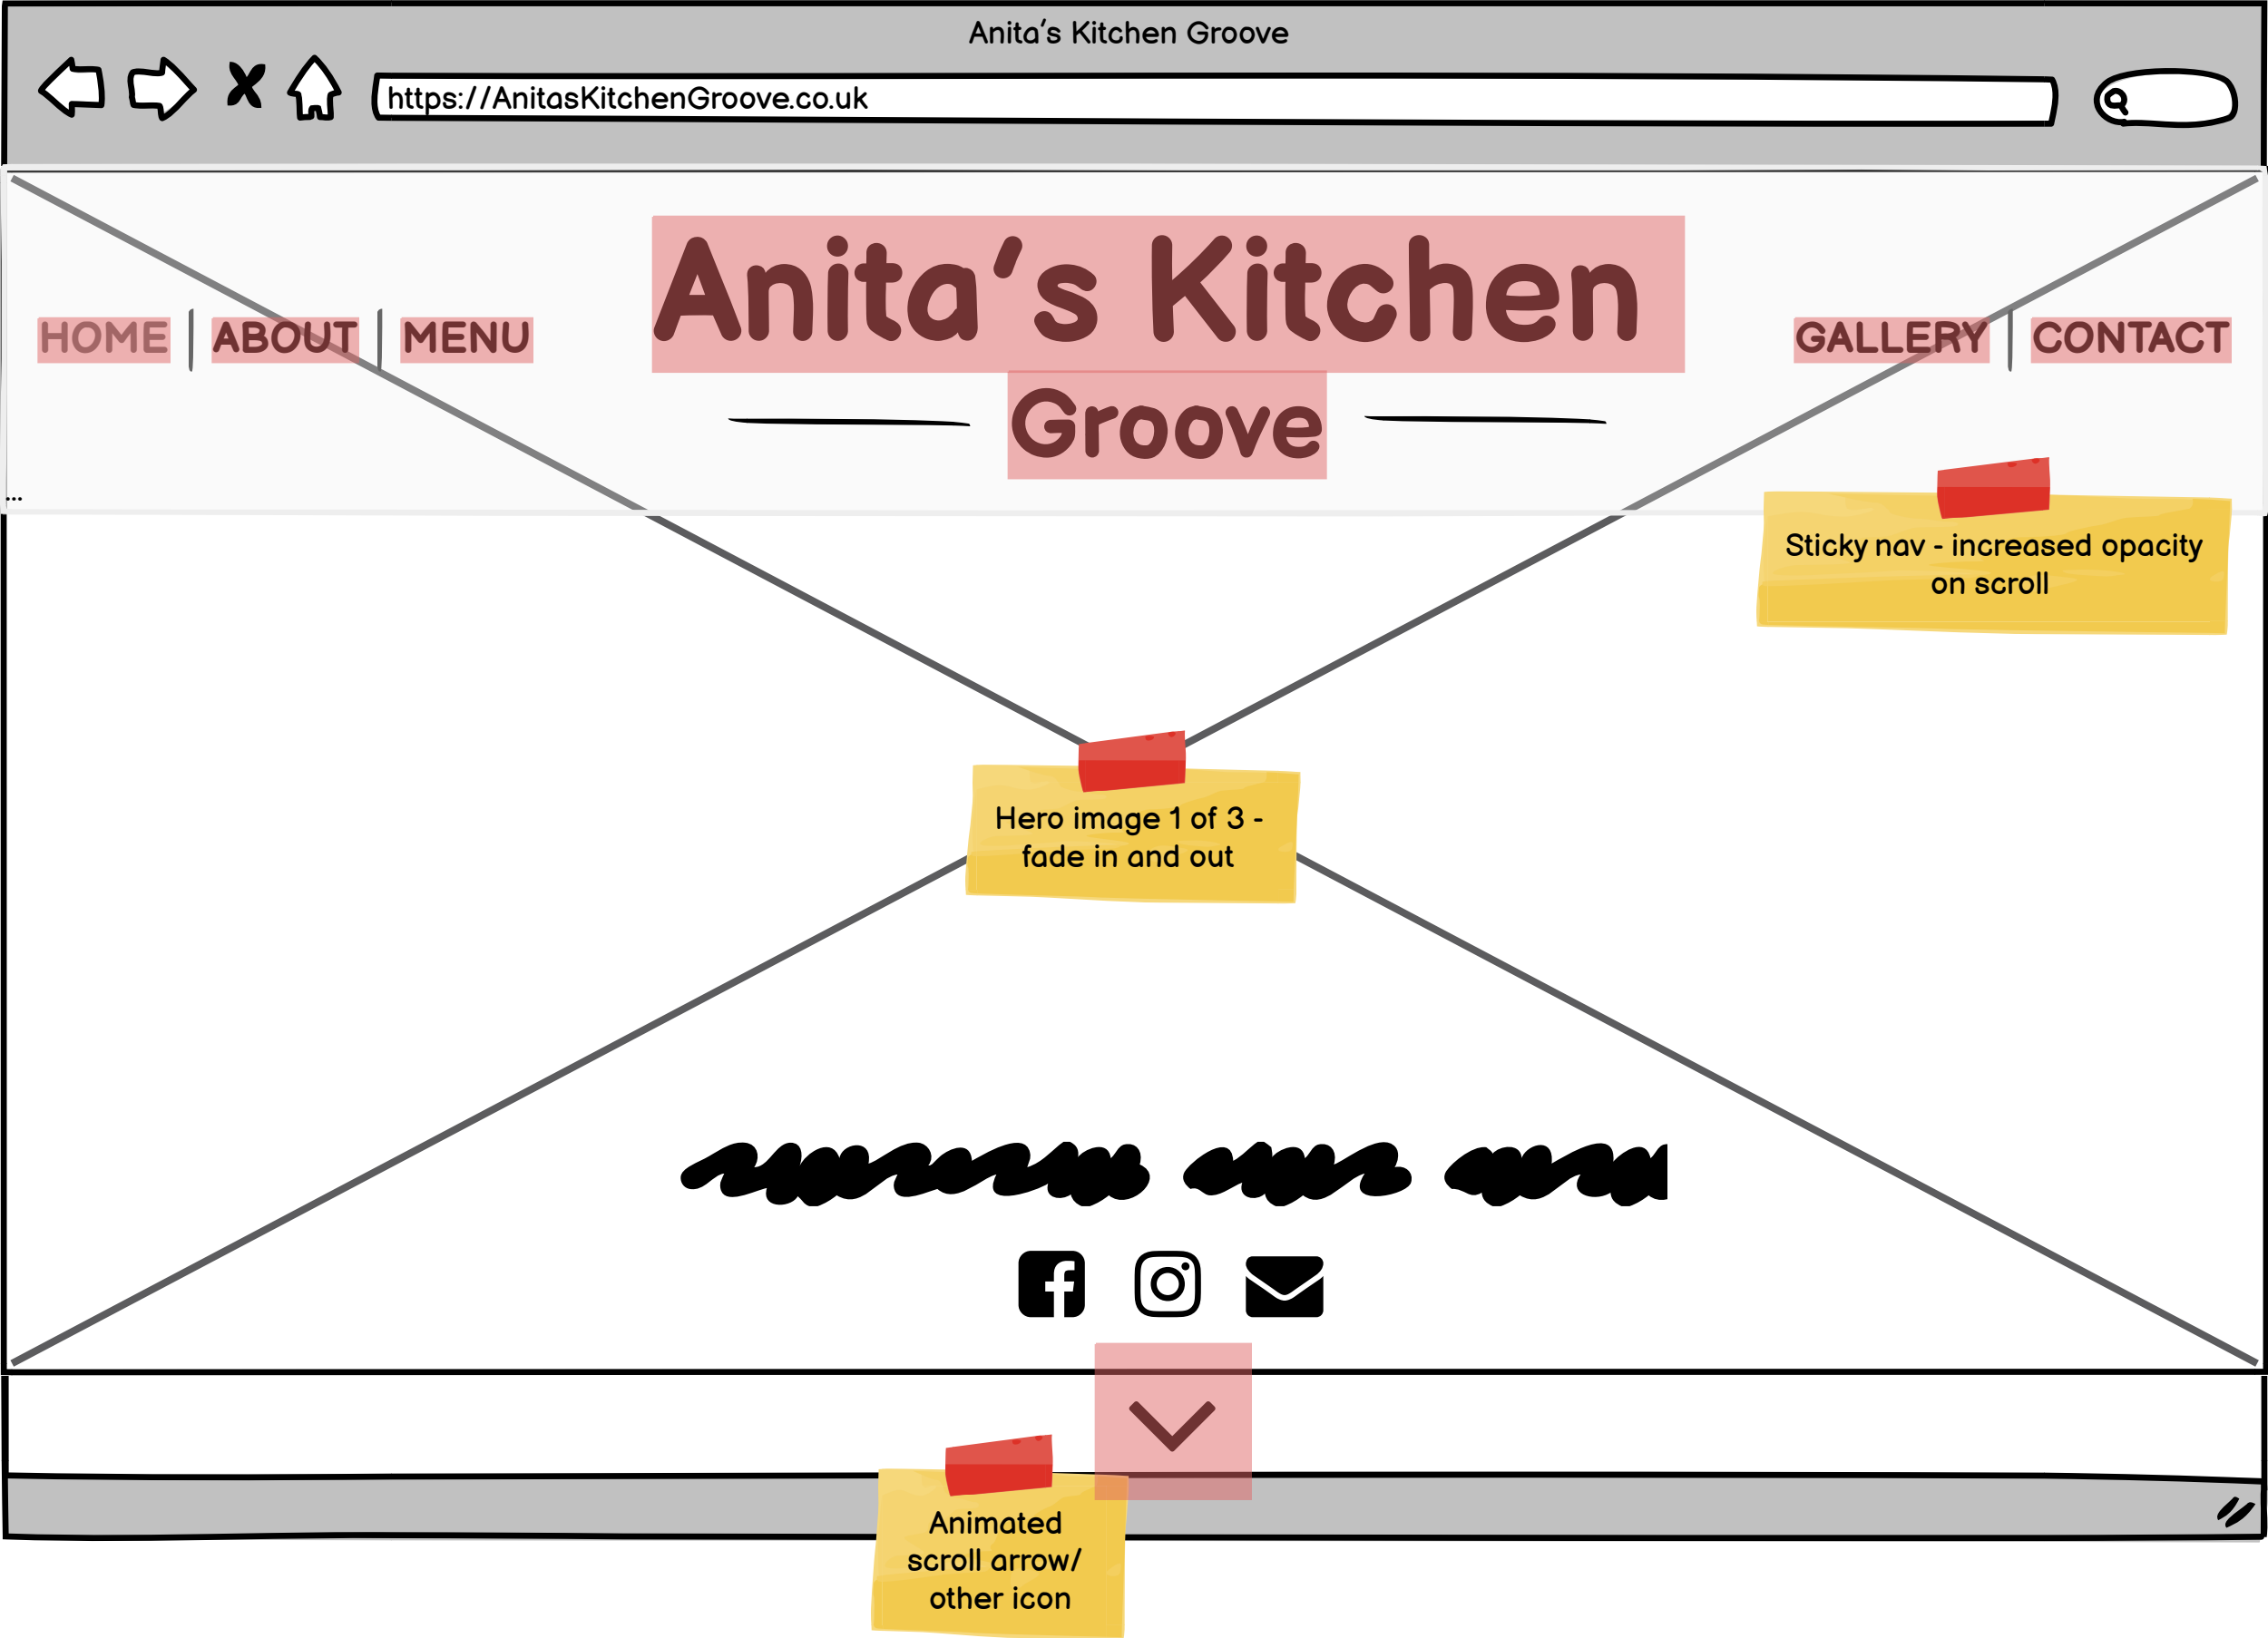 Anita's Kitchen Groove
https://AnitasKitchenGroove.co.uk
Anita's Kitchen
HOME | ABOUT | MENU
GALLERY | CONTACT
Groove
...
Sticky nav - increased opacity
on scroll
Hero image 1 of 3 -
fade in and out
Animated
scroll arrow/
other icon